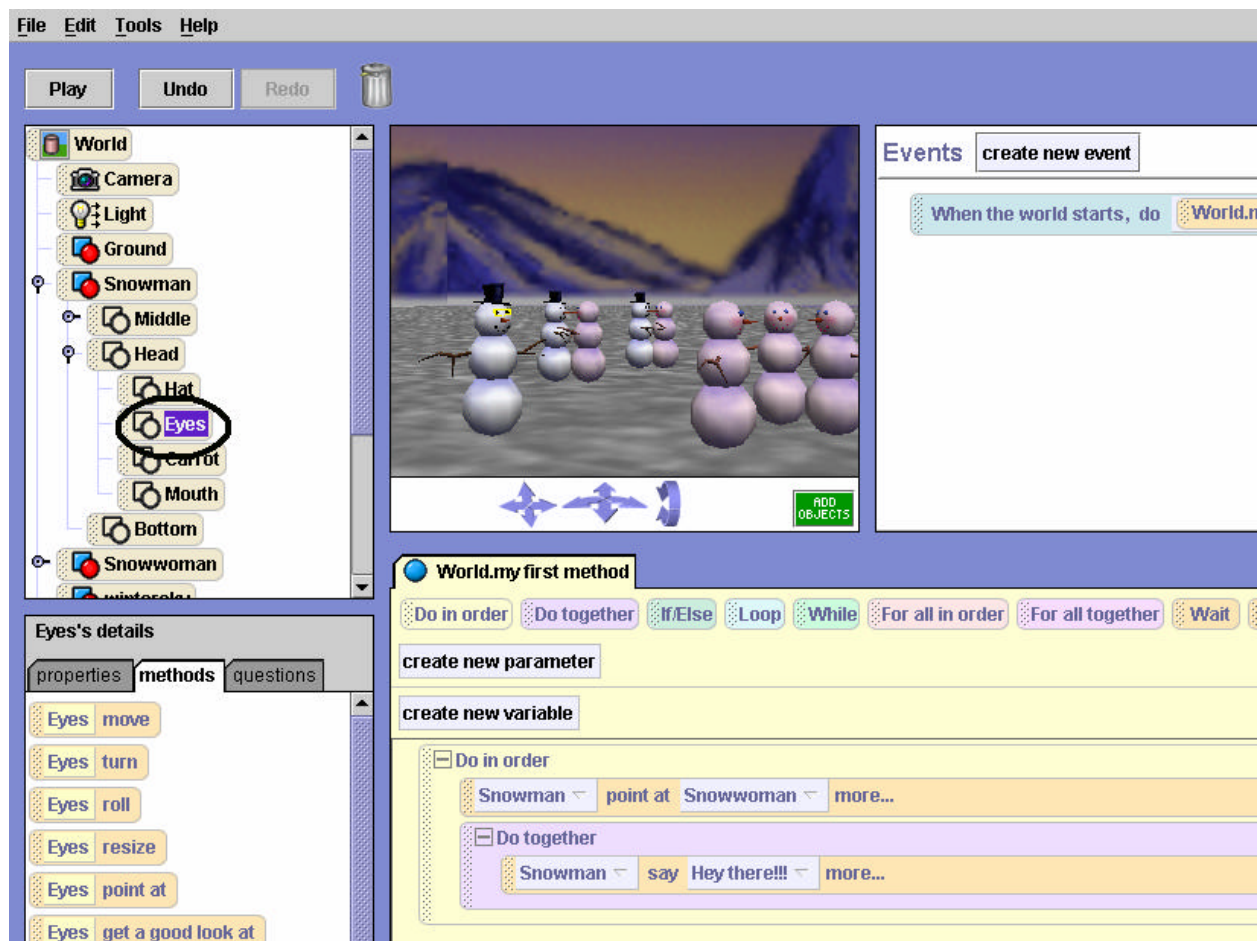 File Edit Tools Help
Play Undo Redo
World
Camera
Light
Ground
Snowman
Middle
Head
Hat
Eyes
Carrot
Mouth
Bottom
Snowwoman
Events create new event
When the world starts, do World.m
ADD
OBJECTS
Eyes's details
properties methods questions
Eyes move
Eyes turn
Eyes roll
Eyes resize
Eyes point at
Eyes get a good look at
World.my first method
Do in order Do together If/Else Loop While For all in order For all together Wait
create new parameter
create new variable
Do in order
Snowman point at Snowwoman more...
Do together
Snowman say Hey there!!! more...